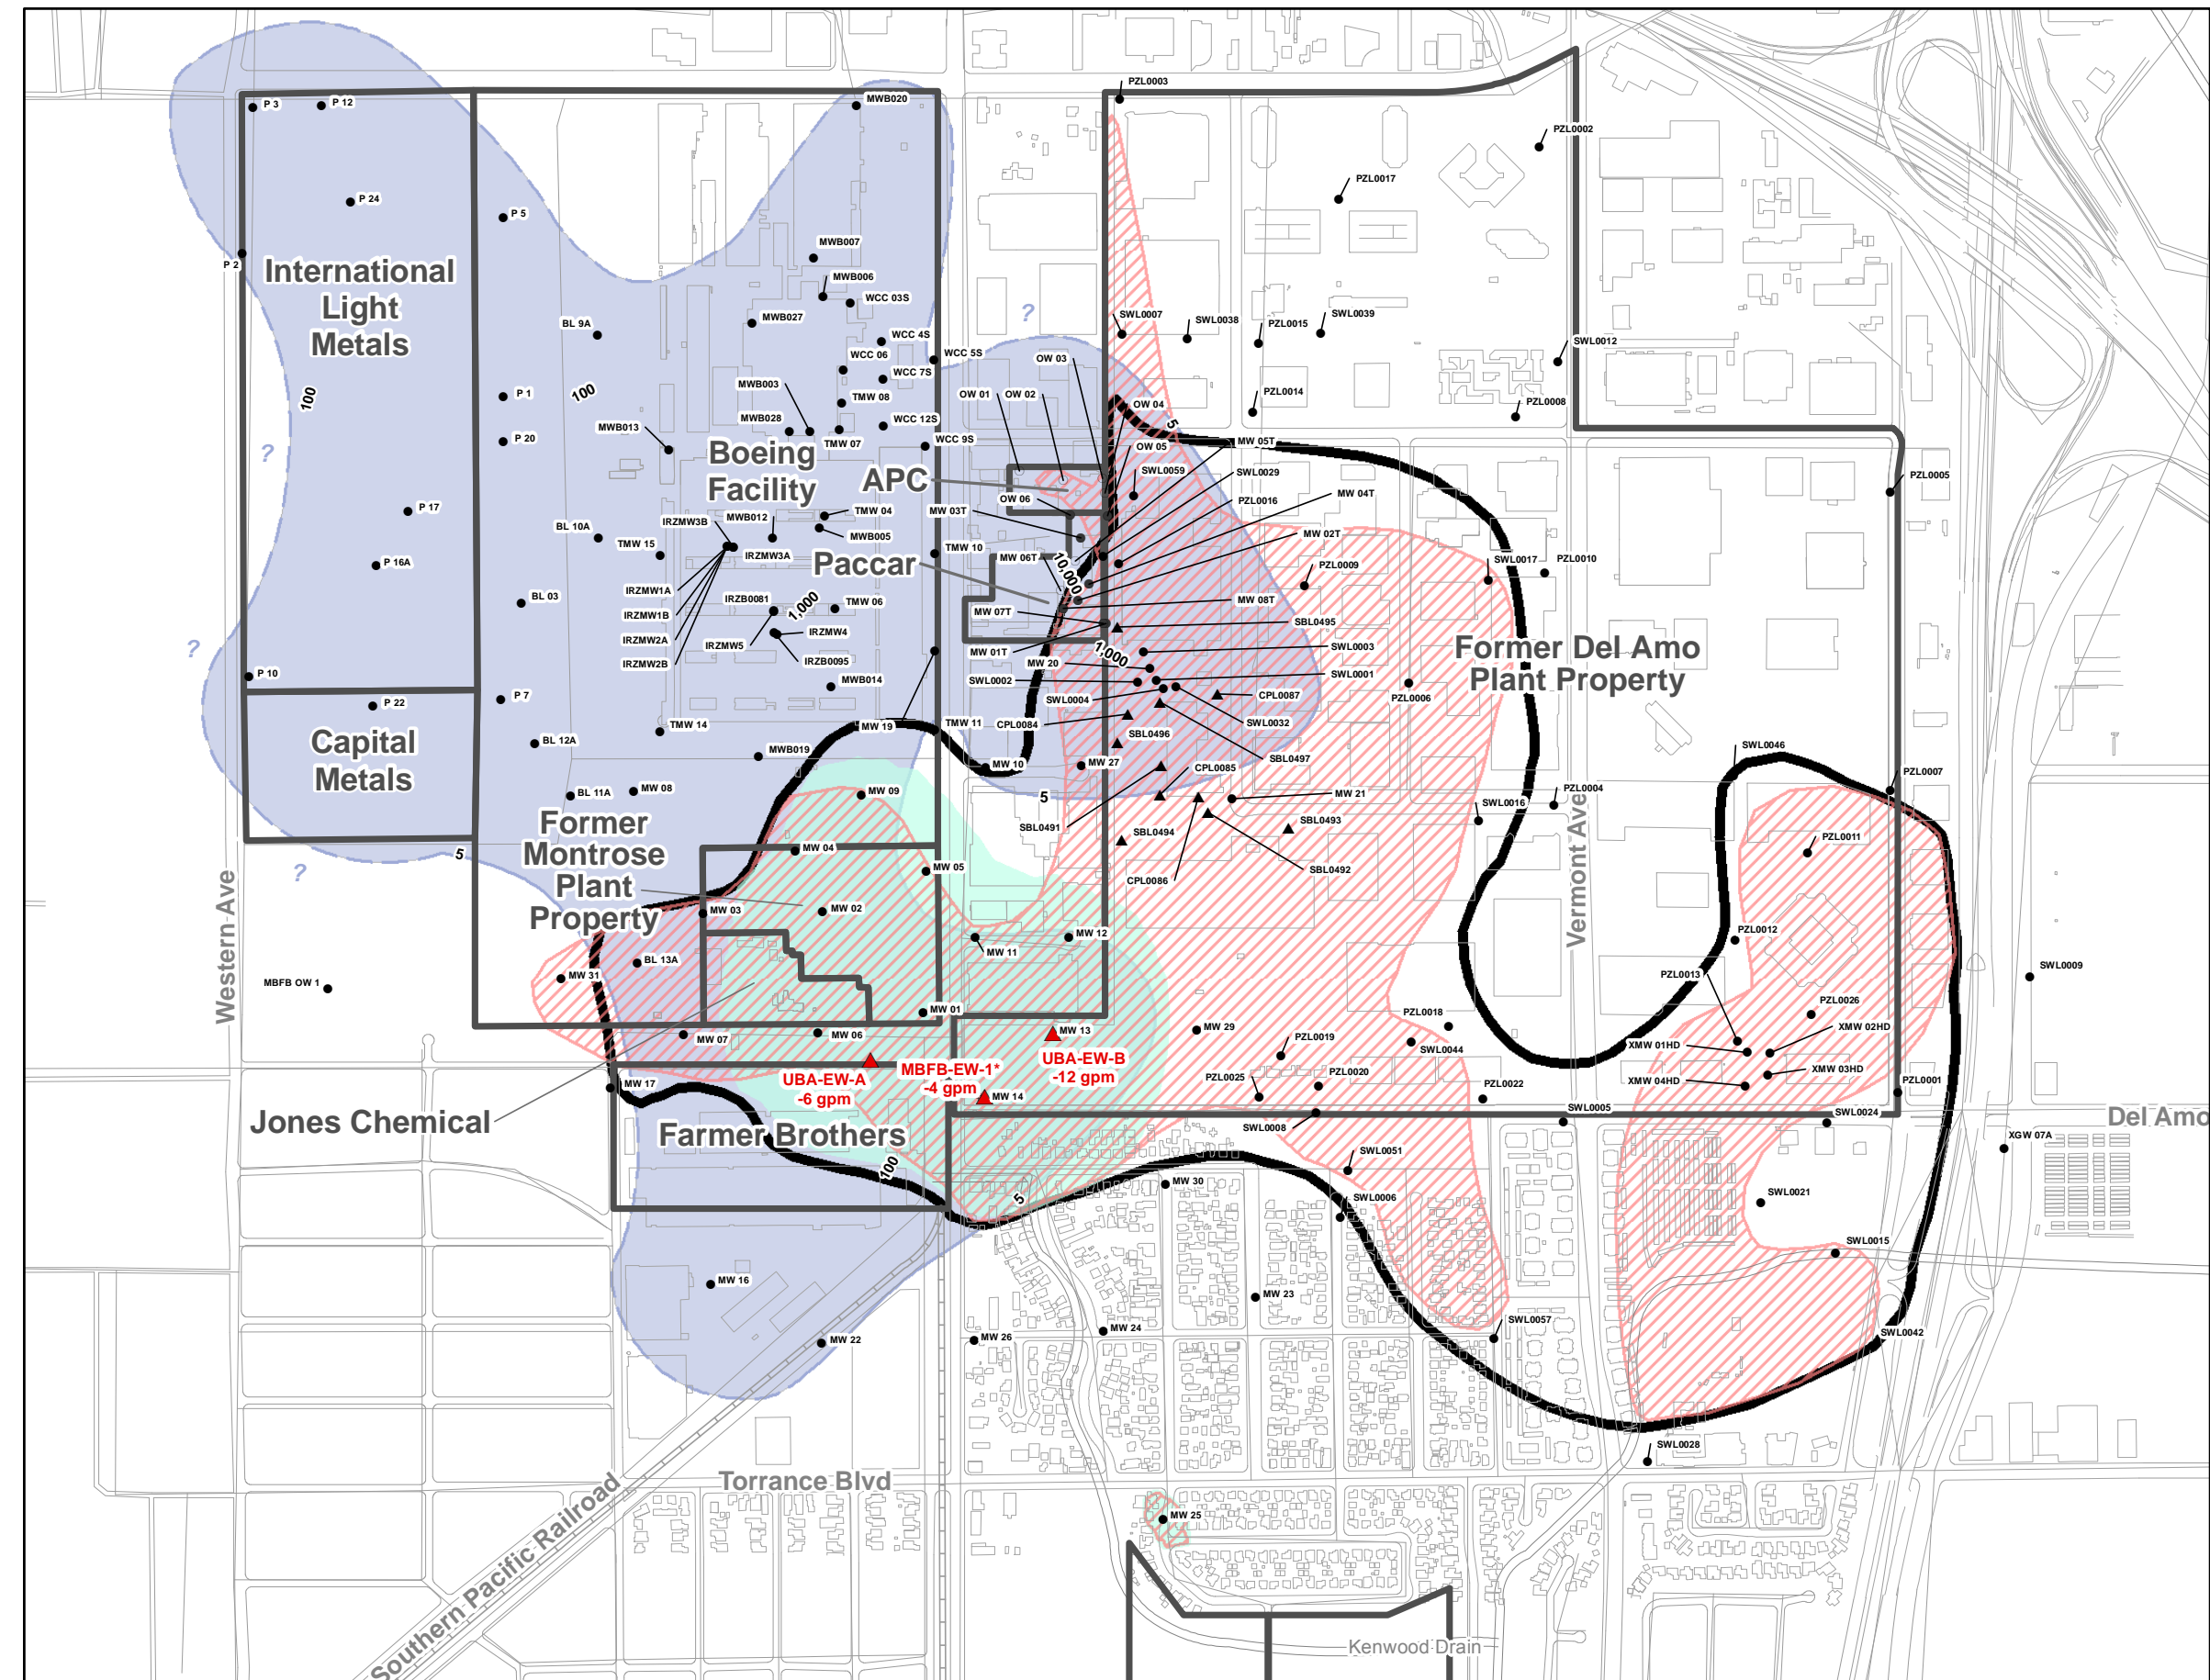 PZL0003
P 3
P 12
MWB020
PZL0002
P 24
PZL0017
P 5
MWB007
P 2
International
Light
Metals
MWB006
WCC 03S
?
MWB027
SWL0007
SWL0038
PZL0015
SWL0039
BL 9A
WCC 4S
WCC 5S
OW 03
SWL0012
WCC 06
WCC 7S
MWB003
OW 01
OW 02
100
P 1
100
TMW 08
OW 04
PZL0014
PZL0008
MWB028
TMW 07
WCC 12S
5
MWB013
P 20
WCC 9S
MW 05T
OW 05
?
Boeing
Facility
APC
SWL0059
SWL0029
PZL0005
OW 06
PZL0016
MW 04T
P 17
MW 03T
IRZMW3B
MWB012
TMW 04
BL 10A
MWB005
MW 02T
TMW 15
IRZMW3A
TMW 10
MW 06T
SWL0017
PZL0010
P 16A
Paccar
10,000
PZL0009
IRZMW1A
BL 03
IRZB0081
1,000
TMW 06
MW 08T
IRZMW1B
MW 07T
SBL0495
IRZMW2A
IRZMW5
IRZMW4
?
MW 01T
1,000
SWL0003
Former Del Amo
Plant Property
IRZMW2B
IRZB0095
MW 20
P 10
SWL0002
SWL0001
MWB014
PZL0006
P 7
SWL0004
CPL0087
P 22
TMW 14
MW 19
TMW 11
CPL0084
SWL0032
Capital
Metals
BL 12A
SBL0496
MWB019
SBL0497
SWL0046
MW 10
MW 27
CPL0085
PZL0007
BL 11A
MW 08
MW 09
5
MW 21
PZL0004
SWL0016
SBL0491
SBL0493
Former
Montrose
Plant
Property
SBL0494
PZL0011
5
MW 04
?
MW 05
SBL0492
CPL0086
Vermont Ave
MW 03
MW 02
Western Ave
MW 12
PZL0012
MW 11
BL 13A
MW 31
PZL0013
SWL0009
MBFB OW 1
MW 01
PZL0026
MW 13
MW 29
PZL0018
XMW 02HD
MW 07
MW 06
XMW 01HD
SWL0044
PZL0019
UBA-EW-B
-12 gpm
MBFB-EW-1*
-4 gpm
UBA-EW-A
-6 gpm
XMW 03HD
MW 17
PZL0025
PZL0020
XMW 04HD
PZL0022
PZL0001
MW 14
Jones Chemical
SWL0005
SWL0024
Del Amo
SWL0008
Farmer Brothers
XGW 07A
100
SWL0051
MW 30
5
SWL0006
SWL0021
SWL0015
MW 16
MW 23
MW 22
MW 26
MW 24
SWL0057
SWL0042
SWL0028
Torrance Blvd
MW 25
Southern Pacific Railroad
Kenwood Drain